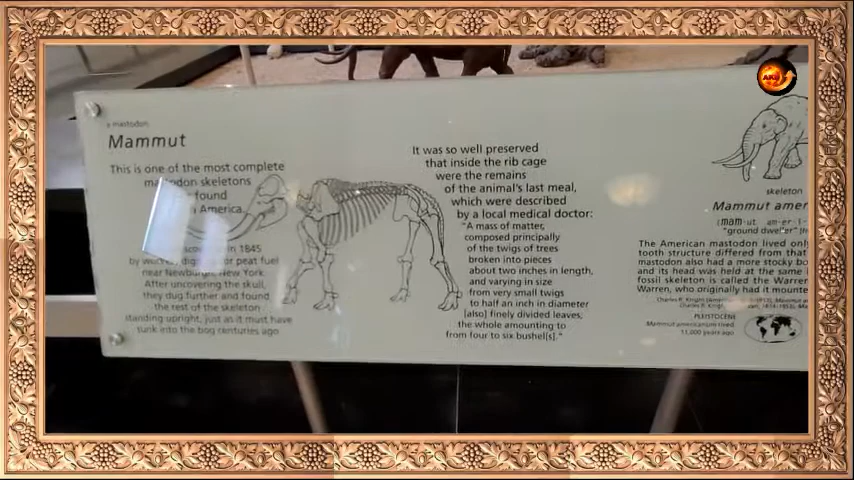 a mastodon
Mammut
This is one of the most complete
mastodon skeletons
found
America.
in 1845
by
digging for peat fuel
near Newburgh, New York.
After uncovering the skull,
they dug further and found
the rest of the skeleton
standing upright, just as it must have
sunk into the bog centuries ago
It was so well preserved
that inside the rib cage
were the remains
of the animal's last meal,
which were described
by a local medical doctor:
"A mass of matter,
composed principally
of the twigs of trees
broken into pieces
about two inches in length,
and in size
from very small twigs
to half an inch in diameter
[also] finely divided leaves,
the whole amounting to
from four to six bushel[s]."
skeleton
Mammut amer
"ground dweller"
The American mastodon lived only
tooth structure differed from that
mastodon also had a more stocky bo
and its head was held at the same
fossil skeleton is called the Warren
Warren, who originally had it mounte
PLEISTOCENE
Mammut americanum lived
11,000 years ago